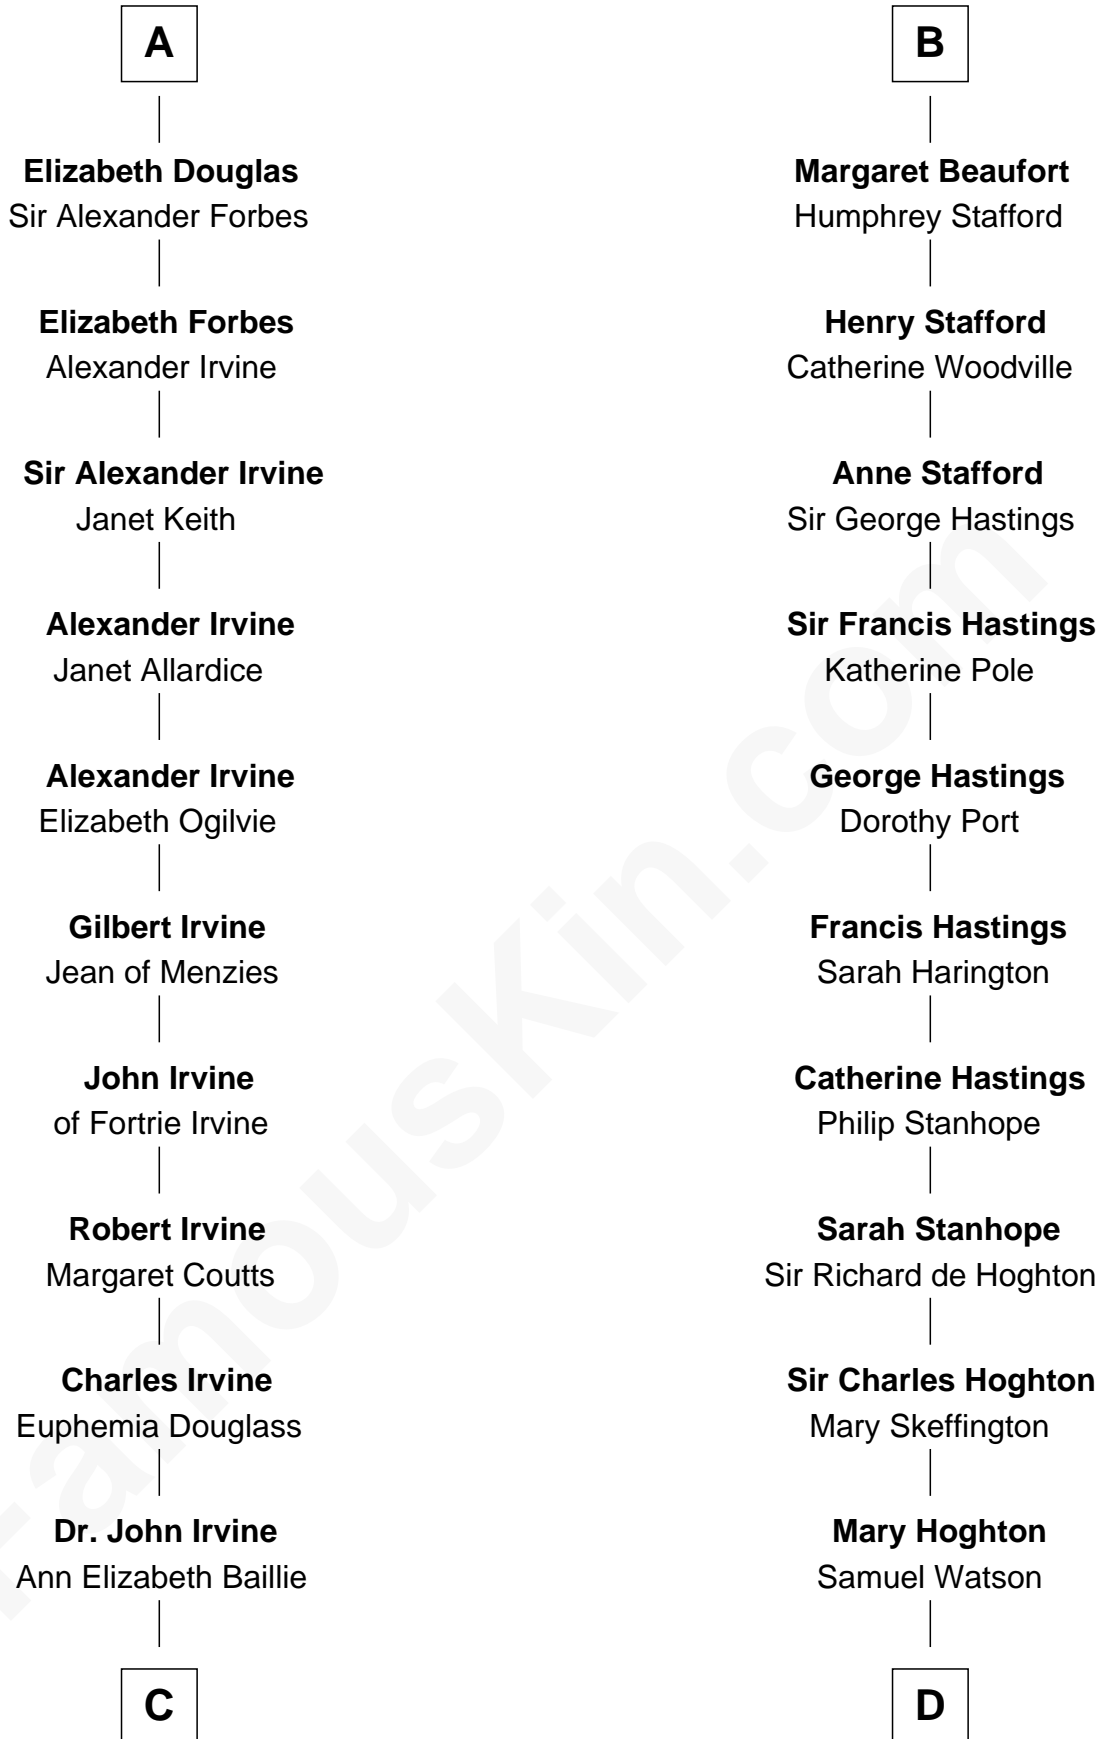 A
Elizabeth Douglas
Sir Alexander Forbes
Elizabeth Forbes
Alexander Irvine
Sir Alexander Irvine
Janet Keith
Alexander Irvine
Janet Allardice
Alexander Irvine
Elizabeth Ogilvie
Gilbert Irvine
Jean of Menzies
John Irvine
of Fortrie Irvine
Robert Irvine
Margaret Coutts
Charles Irvine
Euphemia Douglass
Dr. John Irvine
Ann Elizabeth Baillie
C
B
Margaret Beaufort
Humphrey Stafford
Henry Stafford
Catherine Woodville
Anne Stafford
Sir George Hastings
Sir Francis Hastings
Katherine Pole
George Hastings
Dorothy Port
Francis Hastings
Sarah Harington
Catherine Hastings
Philip Stanhope
Sarah Stanhope
Sir Richard de Hoghton
Sir Charles Hoghton
Mary Skeffington
Mary Hoghton
Samuel Watson
D
FamousKin.com